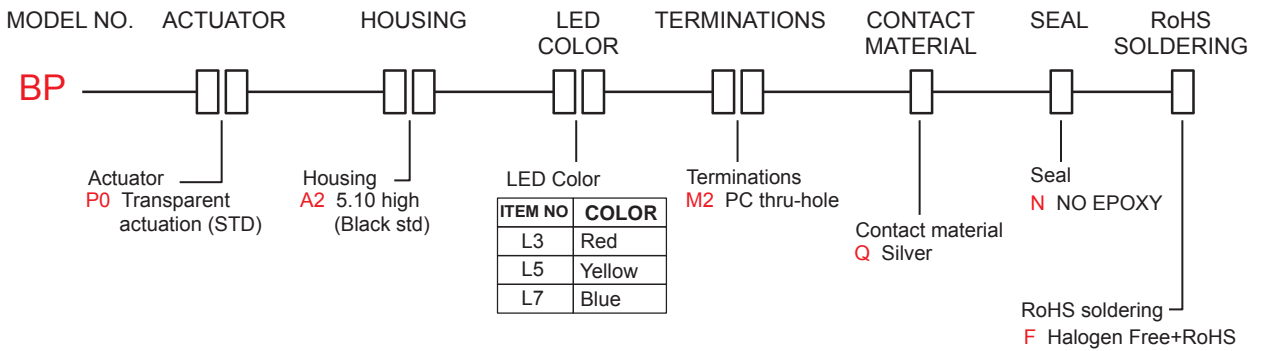 MODEL NO. ACTUATOR HOUSING LED COLOR TERMINATIONS CONTACT MATERIAL SEAL RoHS SOLDERING
BP
Actuator
P0 Transparent
actuation (STD)
Housing
A2 5.10 high
(Black std)
LED Color
ITEM NO COLOR
L3 Red
L5 Yellow
L7 Blue
Terminations
M2 PC thru-hole
Contact material
Q Silver
Seal
N NO EPOXY
RoHS soldering
F Halogen Free+RoHS